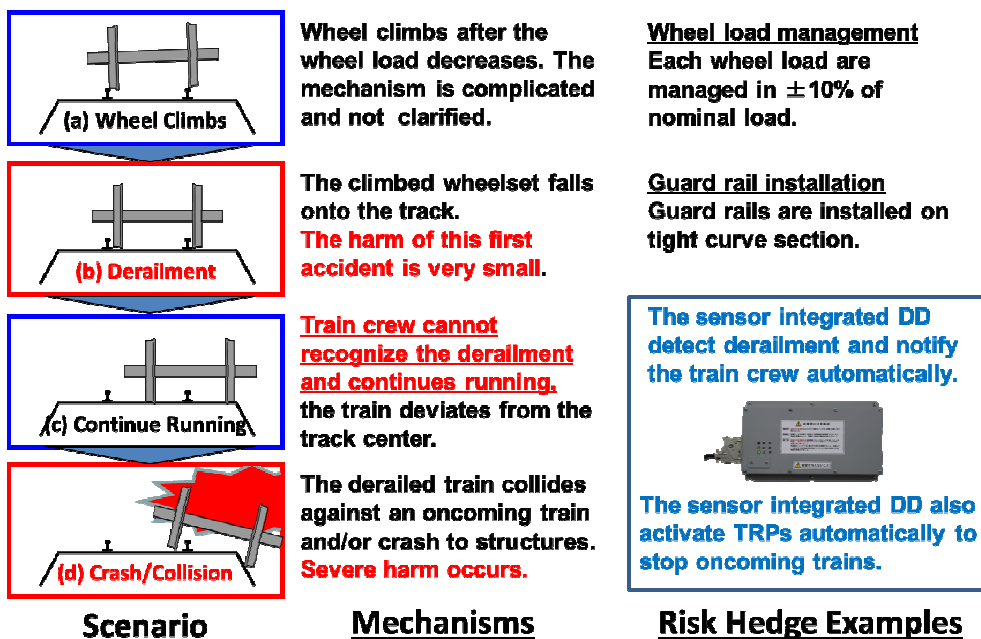 (a) Wheel Climbs
Wheel climbs after the
wheel load decreases. The
mechanism is complicated
and not clarified.
Wheel load management
Each wheel load are
managed in ±10% of
nominal load.
(b) Derailment
The climbed wheelset falls
onto the track.
The harm of this first
accident is very small.
Guard rail installation
Guard rails are installed on
tight curve section.
(c) Continue Running
Train crew cannot
recognize the derailment
and continues running,
the train deviates from the
track center.
The sensor integrated DD
detect derailment and notify
the train crew automatically.
(d) Crash/Collision
The derailed train collides
against an oncoming train
and/or crash to structures.
Severe harm occurs.
The sensor integrated DD also
activate TRPs automatically to
stop oncoming trains.
Scenario
Mechanisms
Risk Hedge Examples